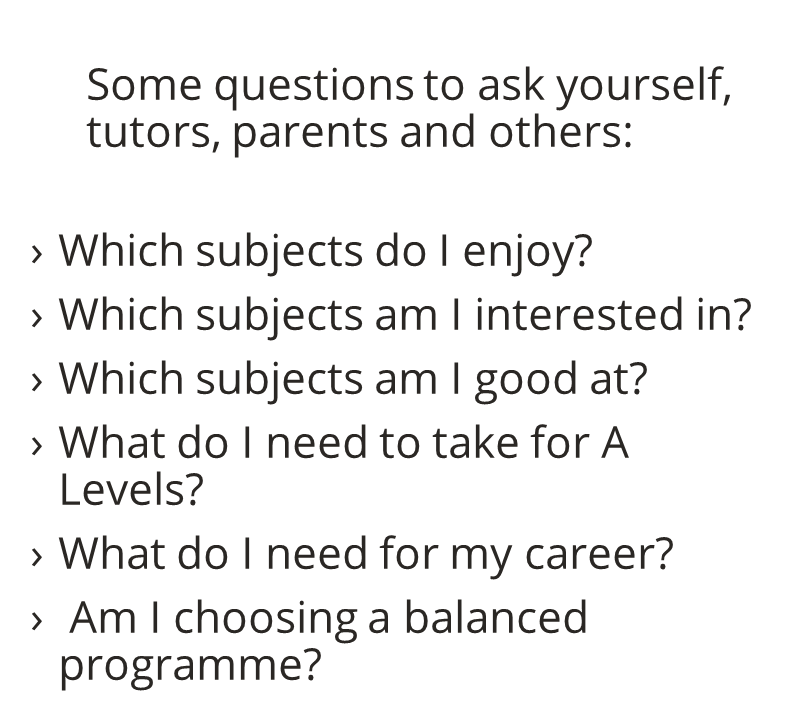 Some questions to ask yourself,
tutors, parents and others:
› Which subjects do I enjoy?
› Which subjects am I interested in?
› Which subjects am I good at?
› What do I need to take for A
Levels?
› What do I need for my career?
› Am I choosing a balanced
programme?